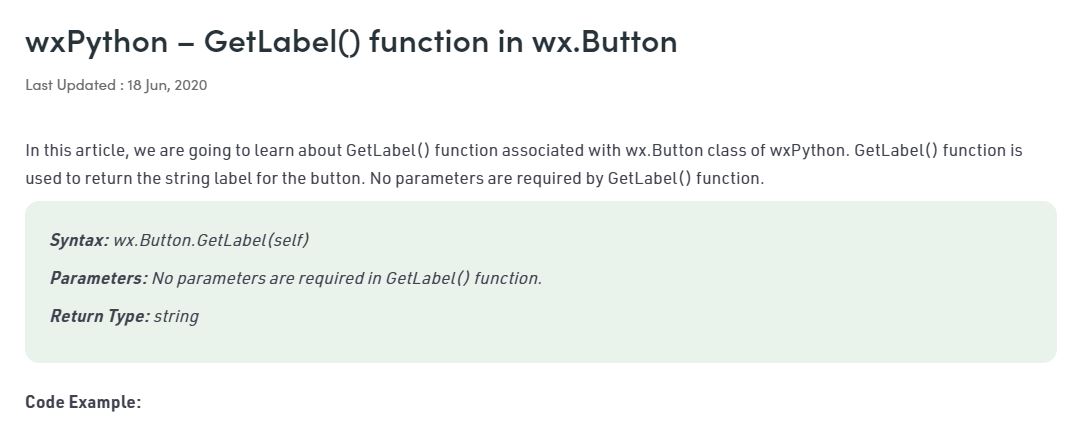 wxPython – GetLabel() function in wx.Button
Last Updated : 18 Jun, 2020
In this article, we are going to learn about GetLabel() function associated with wx.Button class of wxPython. GetLabel() function is
used to return the string label for the button. No parameters are required by GetLabel() function.
Syntax: wx.Button.GetLabel(self)
Parameters: No parameters are required in GetLabel() function.
Return Type: string
Code Example: